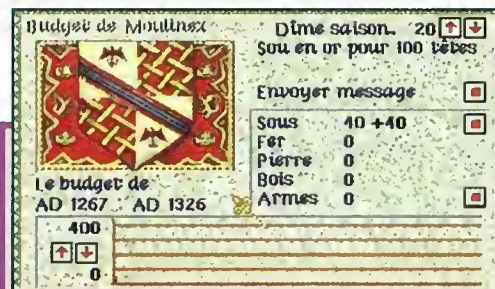 Budget de Moulinex
Dîme saison. 20
Sou en or pour 100 têtes
Envoyer message
Sous 40 +40
Fer 0
Pierre 0
Bois 0
Armes 0
Le budget de
AD 1267 AD 1326
400
0